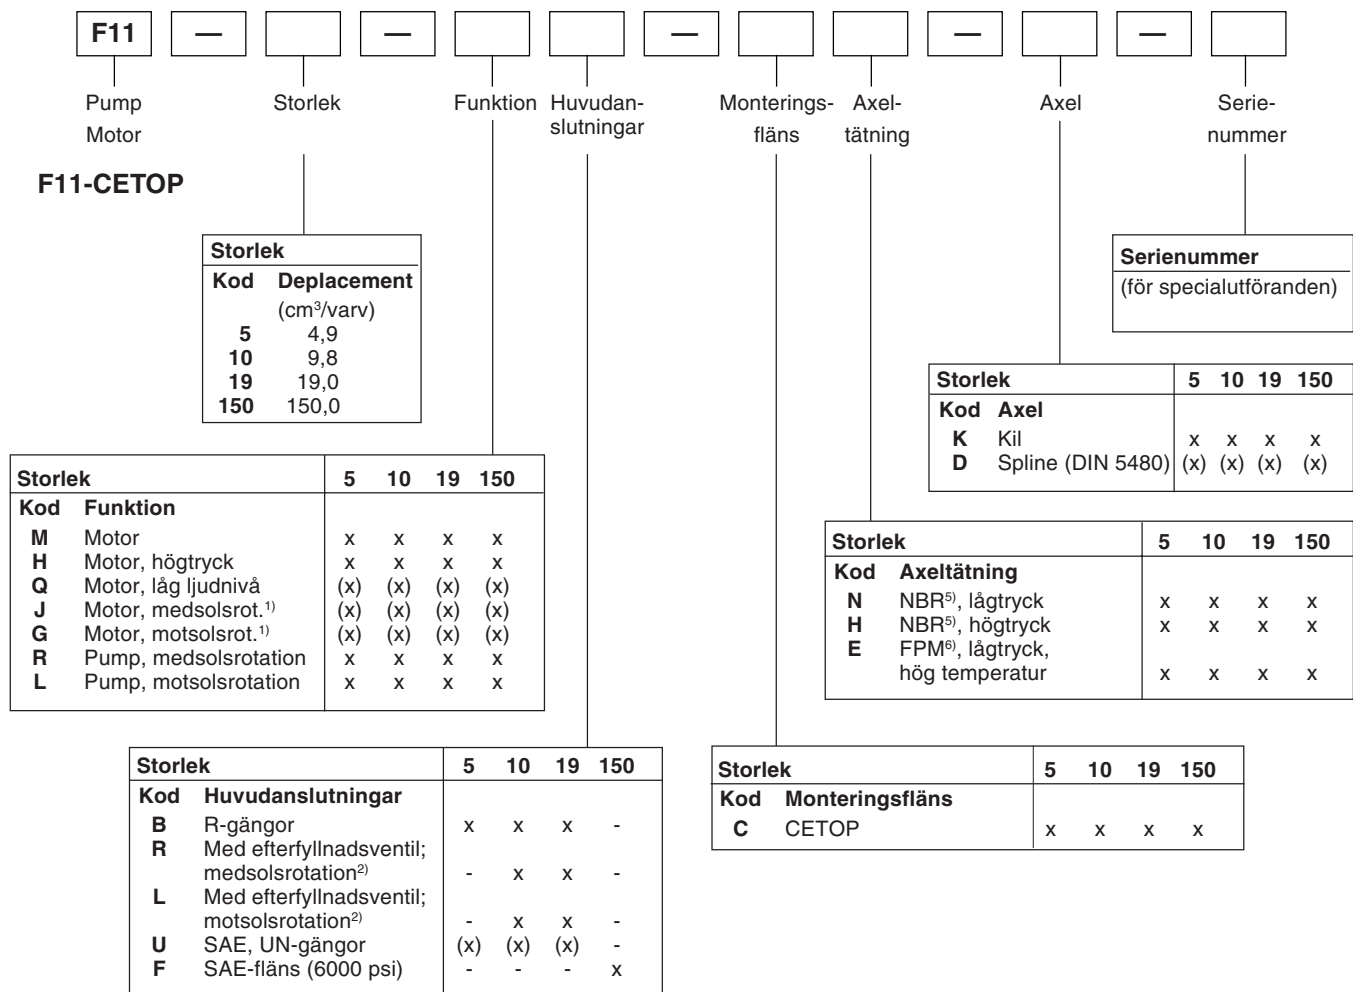 F11 — — — — —
Pump
Motor
Storlek
Funktion
Huvudan-
slutningar
Monterings-
fläns
Axel-
tätning
Axel
Serie-
nummer
F11-CETOP
Storlek
Kod Deplacement
(cm³/varv)
5 4,9
10 9,8
19 19,0
150 150,0
Serienummer
(för specialutföranden)
Storlek 5 10 19 150
Kod Axel
K Kil x x x x
D Spline (DIN 5480) (x) (x) (x) (x)
Storlek 5 10 19 150
Kod Funktion
M Motor x x x x
H Motor, högtryck x x x x
Q Motor, låg ljudnivå (x) (x) (x) (x)
J Motor, medsolsrot.¹⁾ (x) (x) (x) (x)
G Motor, motsolsrot.¹⁾ (x) (x) (x) (x)
R Pump, medsolsrotation x x x x
L Pump, motsolsrotation x x x x
Storlek 5 10 19 150
Kod Axeltätning
N NBR⁵⁾, lågtryck x x x x
H NBR⁵⁾, högtryck x x x x
E FPM⁶⁾, lågtryck,
hög temperatur x x x x
Storlek 5 10 19 150
Kod Huvudanslutningar
B R-gängor x x x -
R Med efterfyllnadsventil;
medsolsrotation²⁾ - x x -
L Med efterfyllnadsventil;
motsolsrotation²⁾ - x x -
U SAE, UN-gängor (x) (x) (x) -
F SAE-fläns (6000 psi) - - - x
Storlek 5 10 19 150
Kod Monteringsfläns
C CETOP x x x x